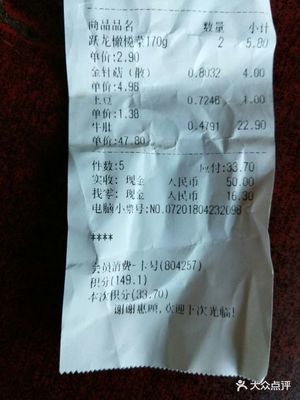 商品品名 数量 小计
跃龙橄榄菜170g 2 5.80
单价:2.90
金针菇(散) 0.8032 4.00
单价:4.98
土豆 0.7246 1.00
单价:1.38
牛肚 0.4791 22.90
单价:47.80
件数:5 应付:33.70
实收: 现金 人民币 50.00
找零: 现金 人民币 16.30
电脑小票号:NO.07201804232098
****
会员消费-卡号(804257)
积分(149.1)
本次积分(33.70)
谢谢惠顾,欢迎下次光临!
大众点评